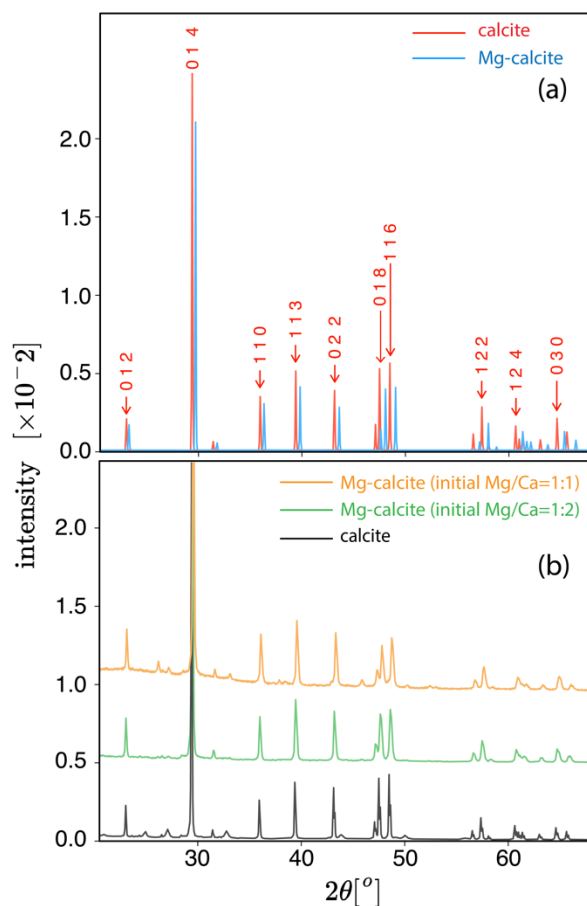 calcite
Mg-calcite
(a)
0 1 4
0 1 2
1 1 0
1 1 3
0 2 2
0 1 8
1 1 6
1 2 2
1 2 4
0 3 0
2.0
1.5
1.0
0.5
0.0
intensity [×10⁻²]
Mg-calcite (initial Mg/Ca=1:1)
Mg-calcite (initial Mg/Ca=1:2)
calcite
(b)
2.0
1.5
1.0
0.5
0.0
30 40 50 60
2θ[°]